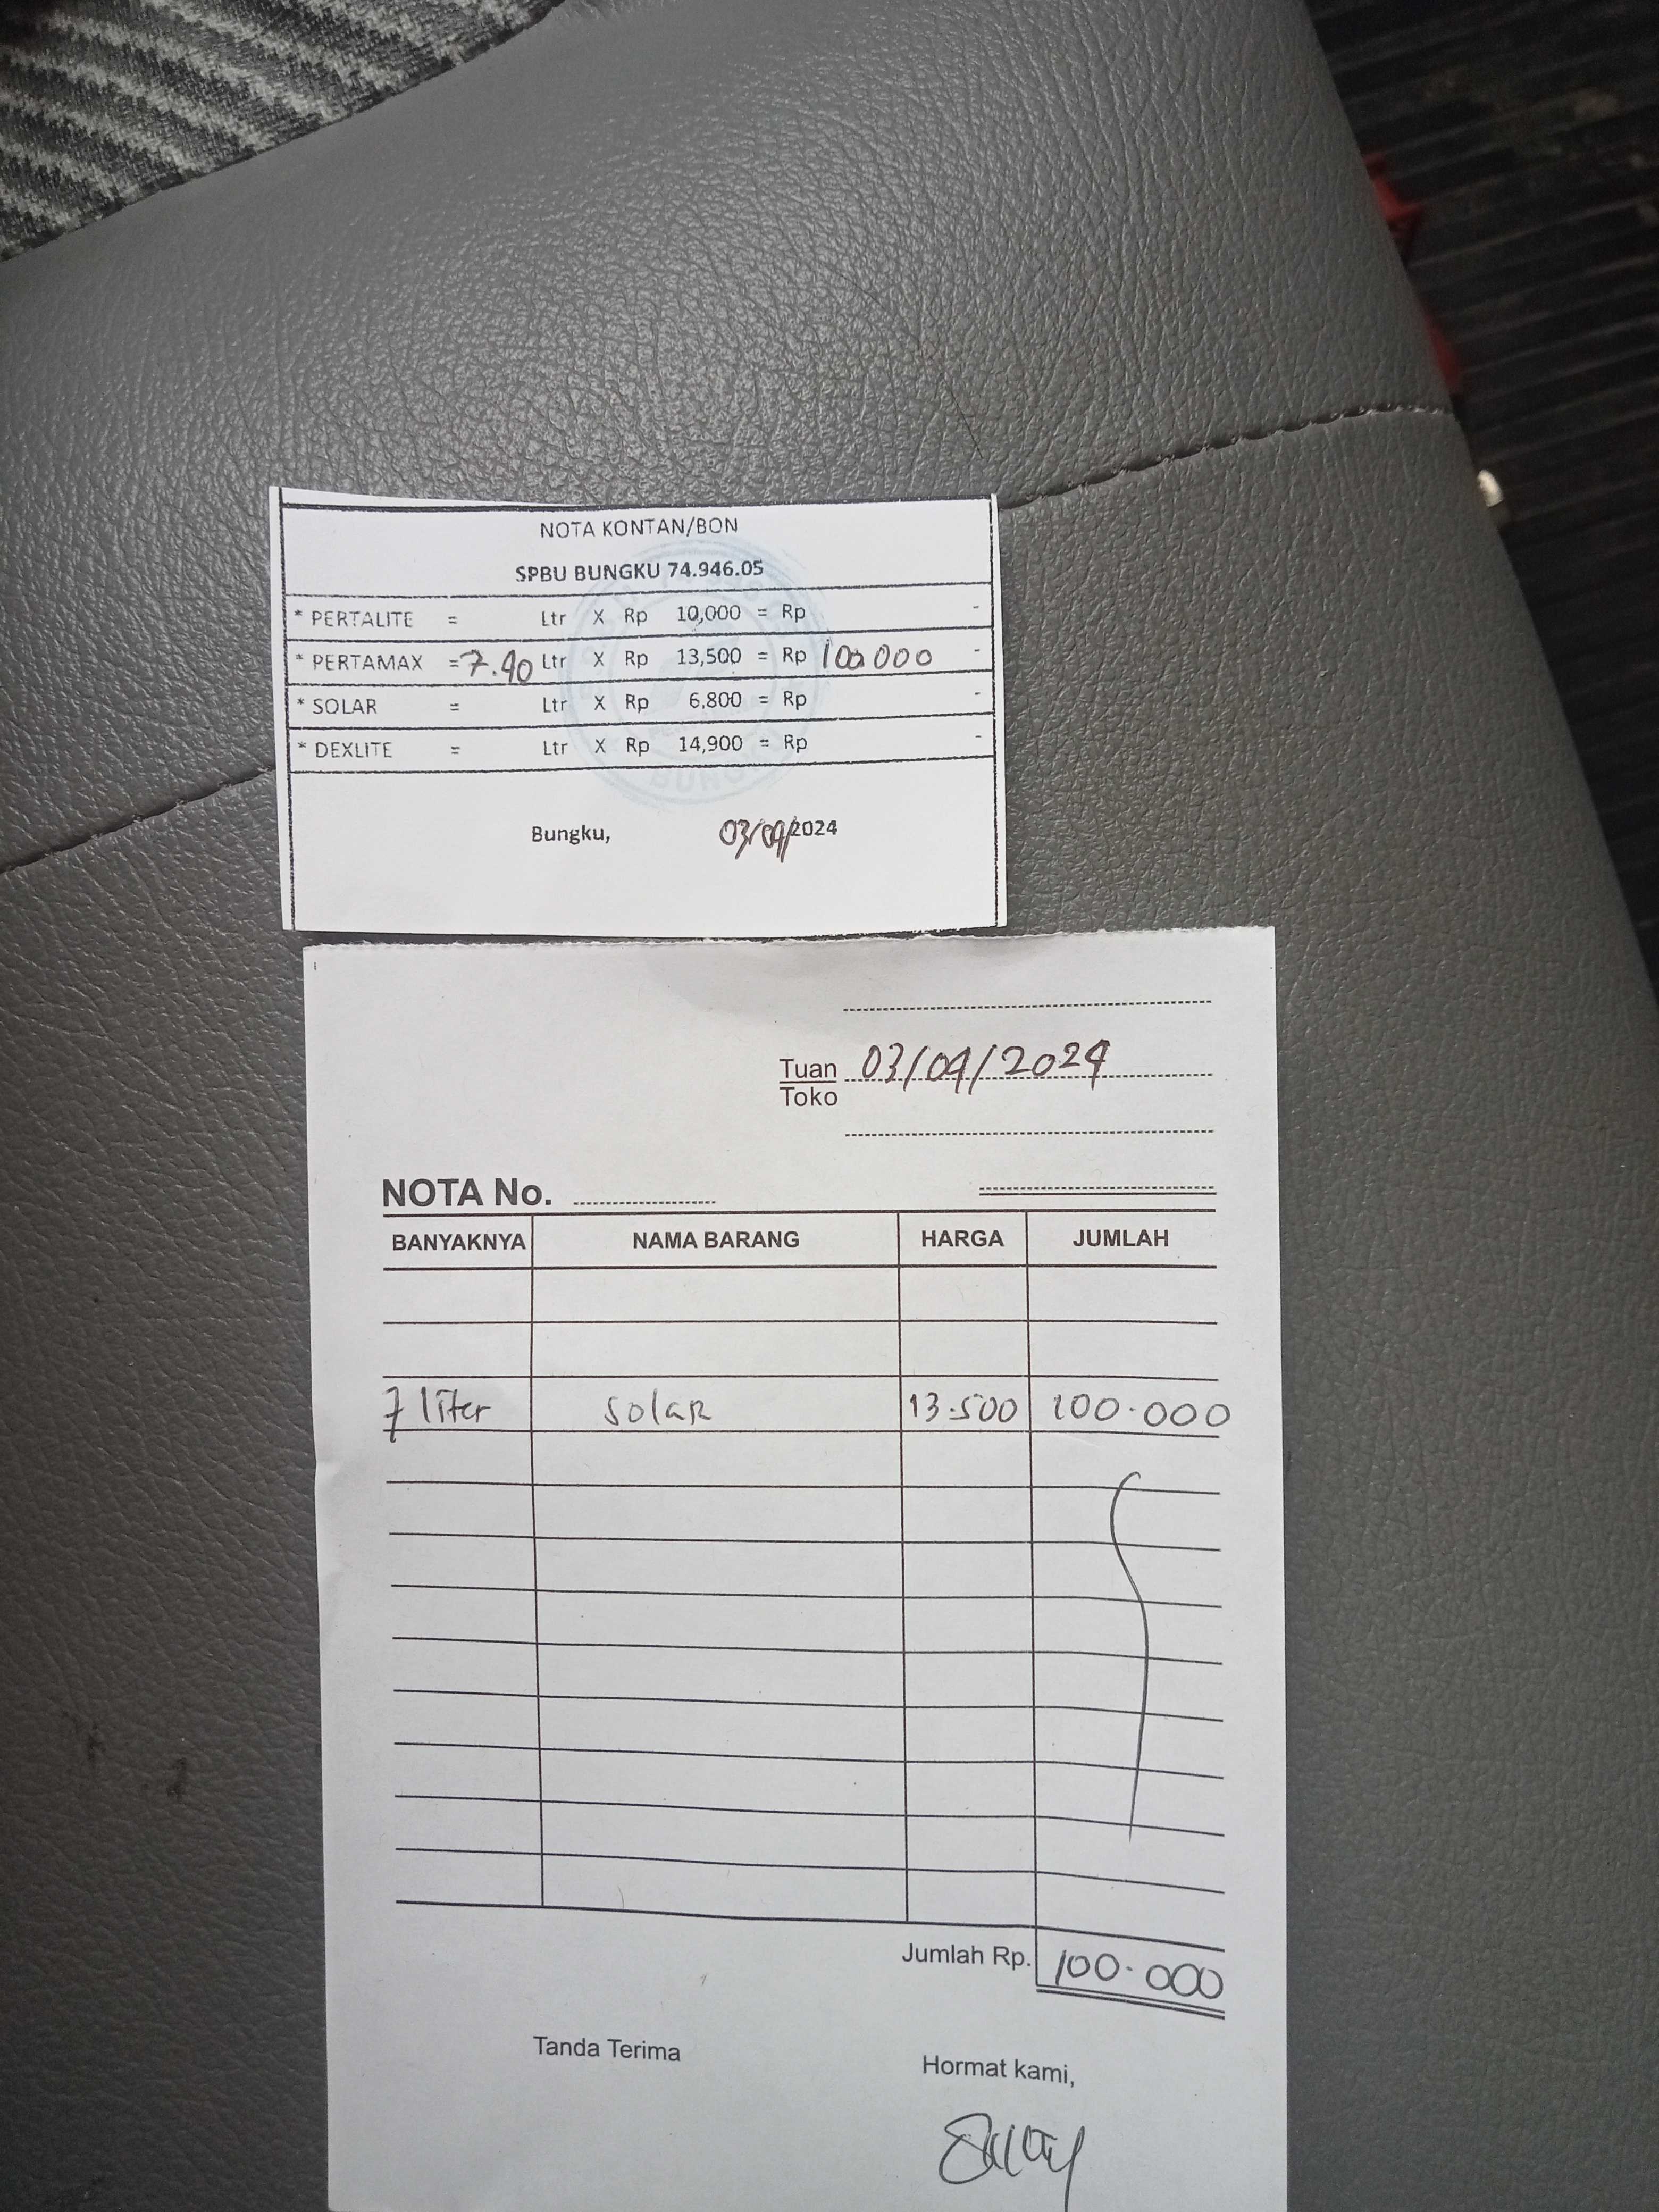 NOTA KONTAN/BON
SPBU BUNGKU 74.946.05
* PERTALITE = Ltr X Rp 10,000 = Rp -
* PERTAMAX = 7.40 Ltr X Rp 13,500 = Rp 100.000 -
* SOLAR = Ltr X Rp 6,800 = Rp -
* DEXLITE = Ltr X Rp 14,900 = Rp -
Bungku, 03/04/2024
Tuan 03/04/2024
Toko
NOTA No.
BANYAKNYA NAMA BARANG HARGA JUMLAH
7 liter solar 13.500 100.000
Jumlah Rp. 100.000
Tanda Terima
Hormat kami,